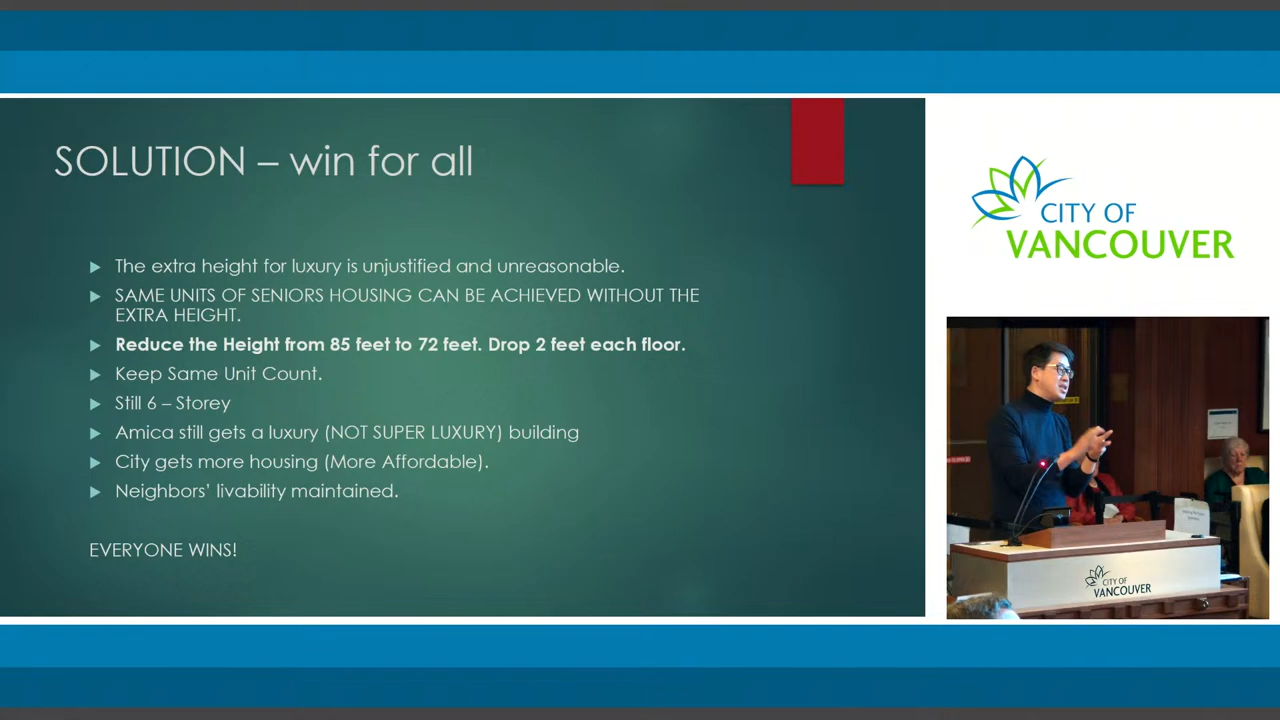 SOLUTION – win for all
The extra height for luxury is unjustified and unreasonable.
SAME UNITS OF SENIORS HOUSING CAN BE ACHIEVED WITHOUT THE
EXTRA HEIGHT.
Reduce the Height from 85 feet to 72 feet. Drop 2 feet each floor.
Keep Same Unit Count.
Still 6 – Storey
Amica still gets a luxury (NOT SUPER LUXURY) building
City gets more housing (More Affordable).
Neighbors' livability maintained.
EVERYONE WINS!
CITY OF
VANCOUVER
CITY OF
VANCOUVER